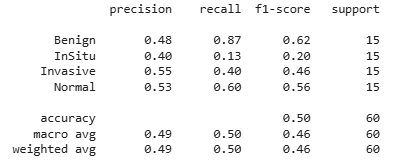 precision recall f1-score support
Benign 0.48 0.87 0.62 15
InSitu 0.40 0.13 0.20 15
Invasive 0.55 0.40 0.46 15
Normal 0.53 0.60 0.56 15
accuracy 0.50 60
macro avg 0.49 0.50 0.46 60
weighted avg 0.49 0.50 0.46 60